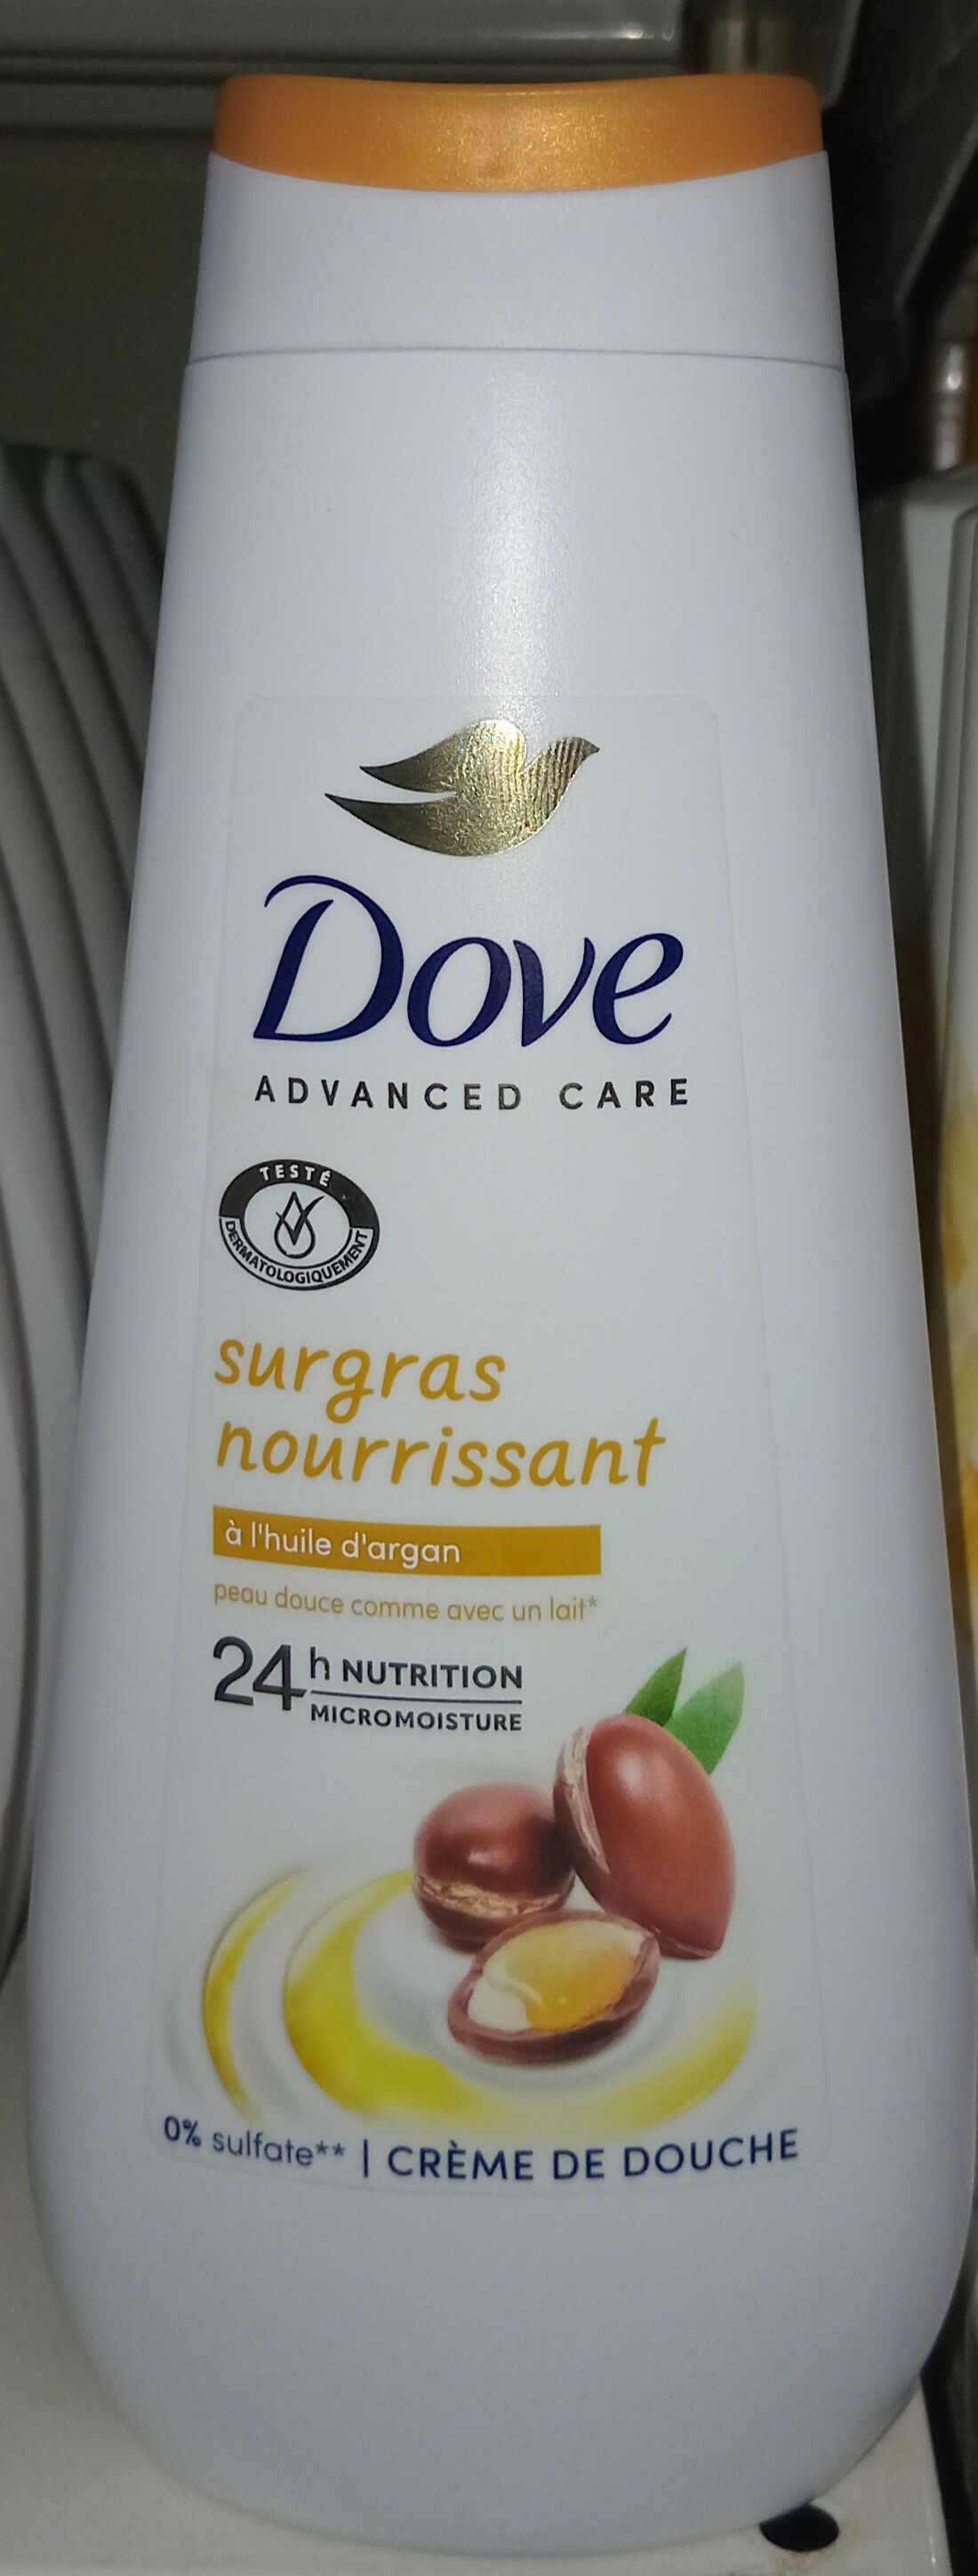 Dove
ADVANCED CARE
TESTÉ
DERMATOLOGIQUEMENT
surgras
nourrissant
à l'huile d'argan
peau douce comme avec un lait*
24h NUTRITION
MICROMOISTURE
0% sulfate** | CRÈME DE DOUCHE